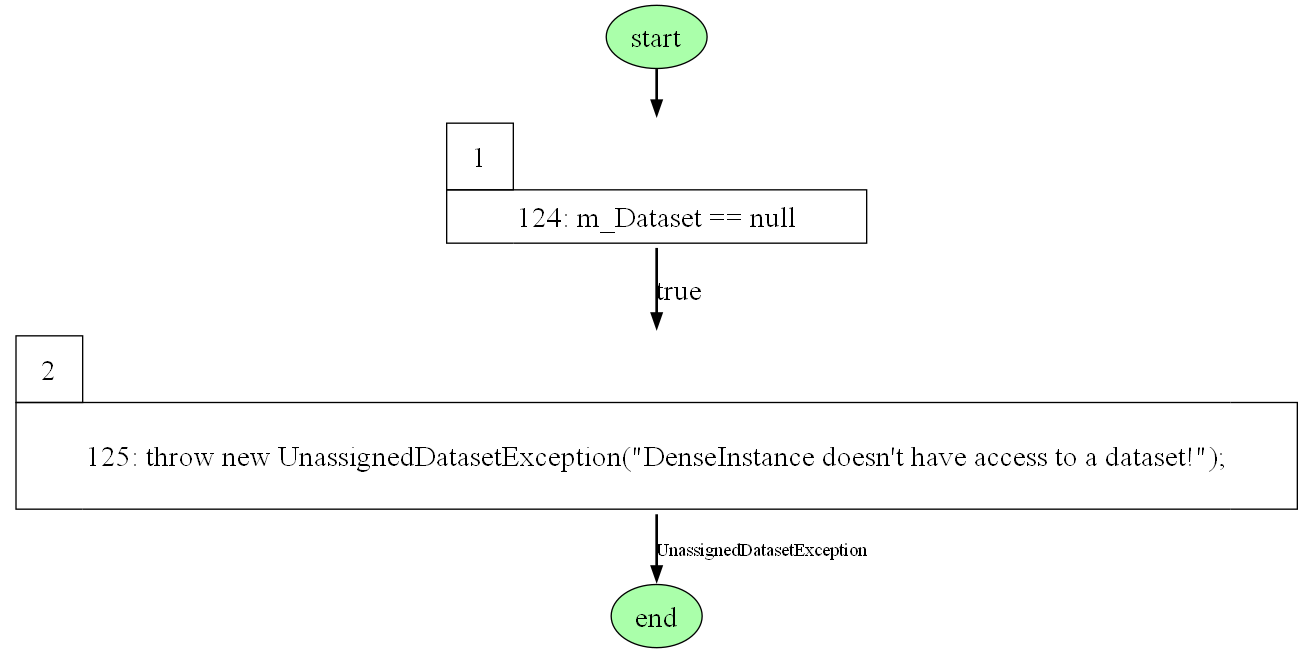 start
1
124: m_Dataset == null
true
2
125: throw new UnassignedDatasetException("DenseInstance doesn't have access to a dataset!");
UnassignedDatasetException
end